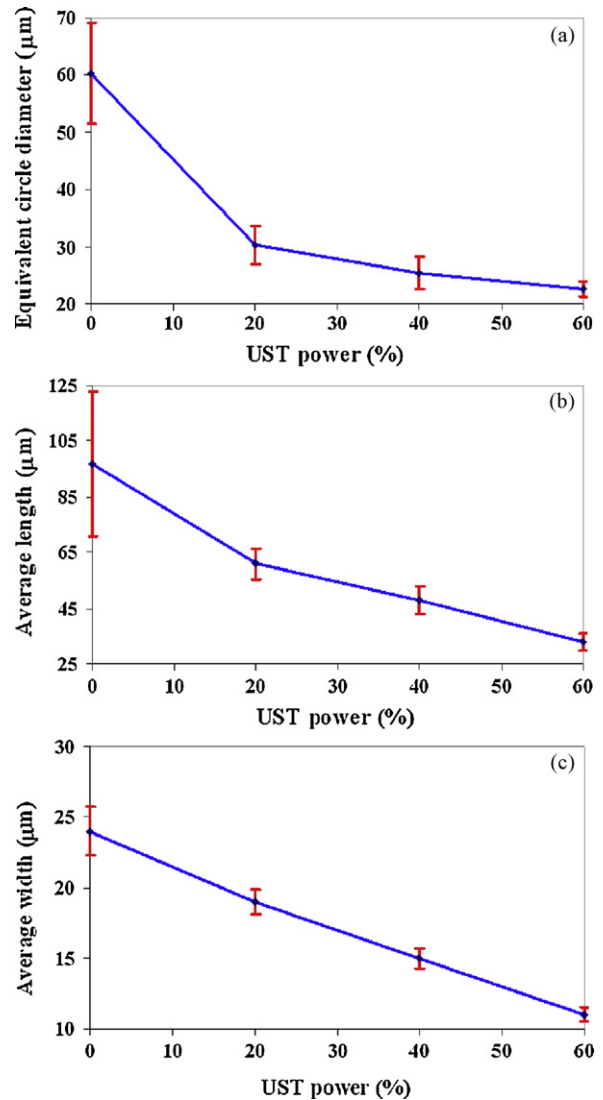 (a)
Equivalent circle diameter (µm)
70
60
50
40
30
20
0 10 20 30 40 50 60
UST power (%)
(b)
Average length (µm)
125
105
85
65
45
25
0 10 20 30 40 50 60
UST power (%)
(c)
Average width (µm)
30
25
20
15
10
0 10 20 30 40 50 60
UST power (%)